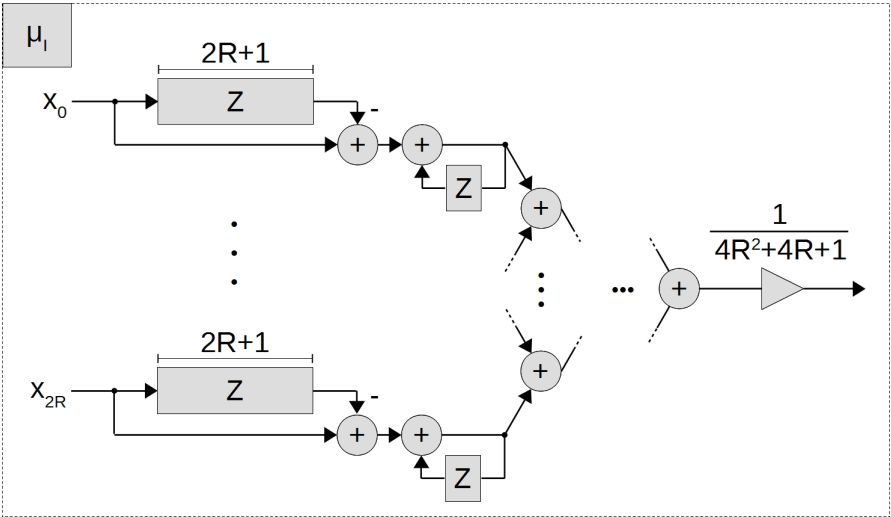 μI
2R+1
x0
Z
-
+
+
Z
+
1
4R²+4R+1
+
2R+1
x2R
Z
-
+
+
+
Z